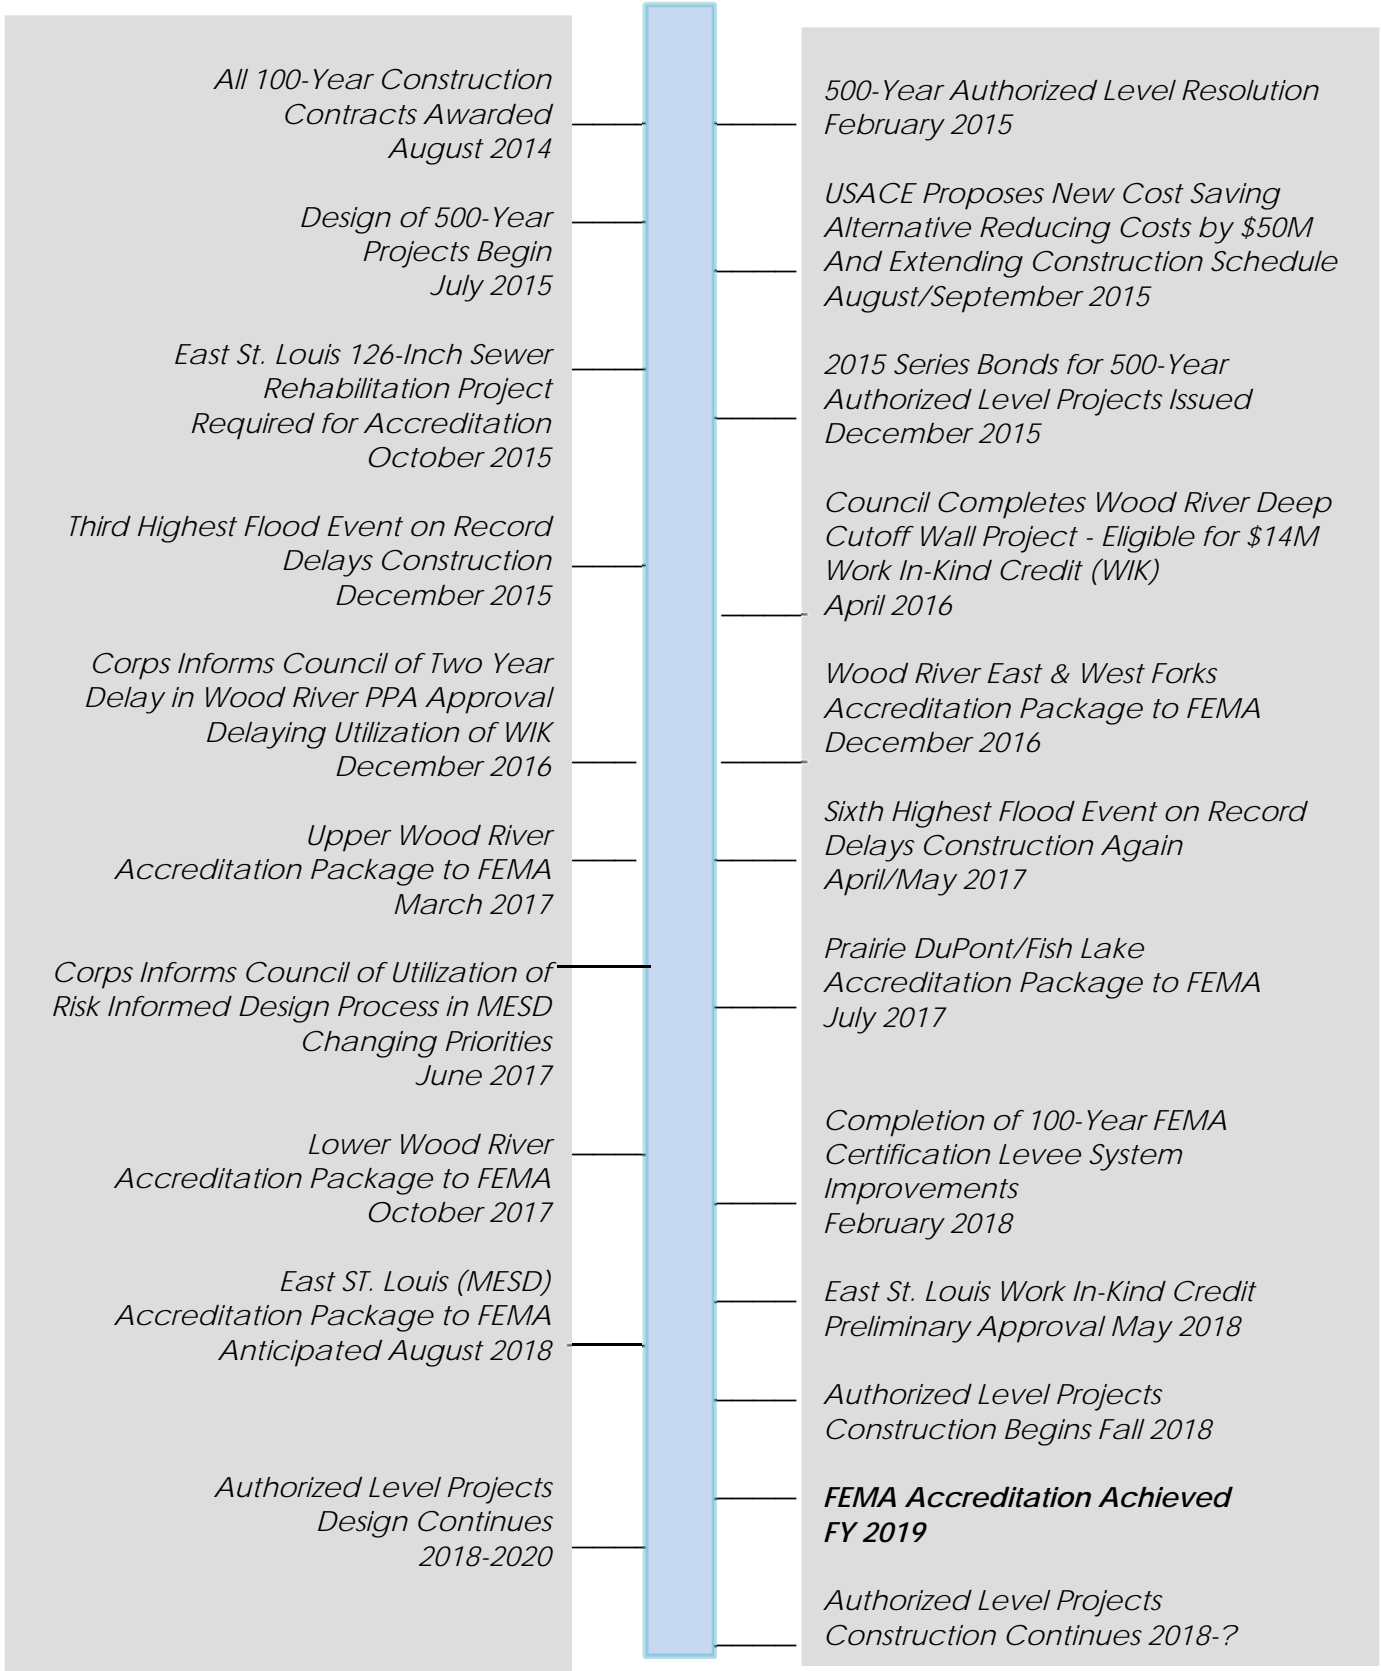 All 100-Year Construction
Contracts Awarded
August 2014
Design of 500-Year
Projects Begin
July 2015
East St. Louis 126-Inch Sewer
Rehabilitation Project
Required for Accreditation
October 2015
Third Highest Flood Event on Record
Delays Construction
December 2015
Corps Informs Council of Two Year
Delay in Wood River PPA Approval
Delaying Utilization of WIK
December 2016
Upper Wood River
Accreditation Package to FEMA
March 2017
Corps Informs Council of Utilization of
Risk Informed Design Process in MESD
Changing Priorities
June 2017
Lower Wood River
Accreditation Package to FEMA
October 2017
East ST. Louis (MESD)
Accreditation Package to FEMA
Anticipated August 2018
Authorized Level Projects
Design Continues
2018-2020
500-Year Authorized Level Resolution
February 2015
USACE Proposes New Cost Saving
Alternative Reducing Costs by $50M
And Extending Construction Schedule
August/September 2015
2015 Series Bonds for 500-Year
Authorized Level Projects Issued
December 2015
Council Completes Wood River Deep
Cutoff Wall Project - Eligible for $14M
Work In-Kind Credit (WIK)
April 2016
Wood River East & West Forks
Accreditation Package to FEMA
December 2016
Sixth Highest Flood Event on Record
Delays Construction Again
April/May 2017
Prairie DuPont/Fish Lake
Accreditation Package to FEMA
July 2017
Completion of 100-Year FEMA
Certification Levee System
Improvements
February 2018
East St. Louis Work In-Kind Credit
Preliminary Approval May 2018
Authorized Level Projects
Construction Begins Fall 2018
FEMA Accreditation Achieved
FY 2019
Authorized Level Projects
Construction Continues 2018-?